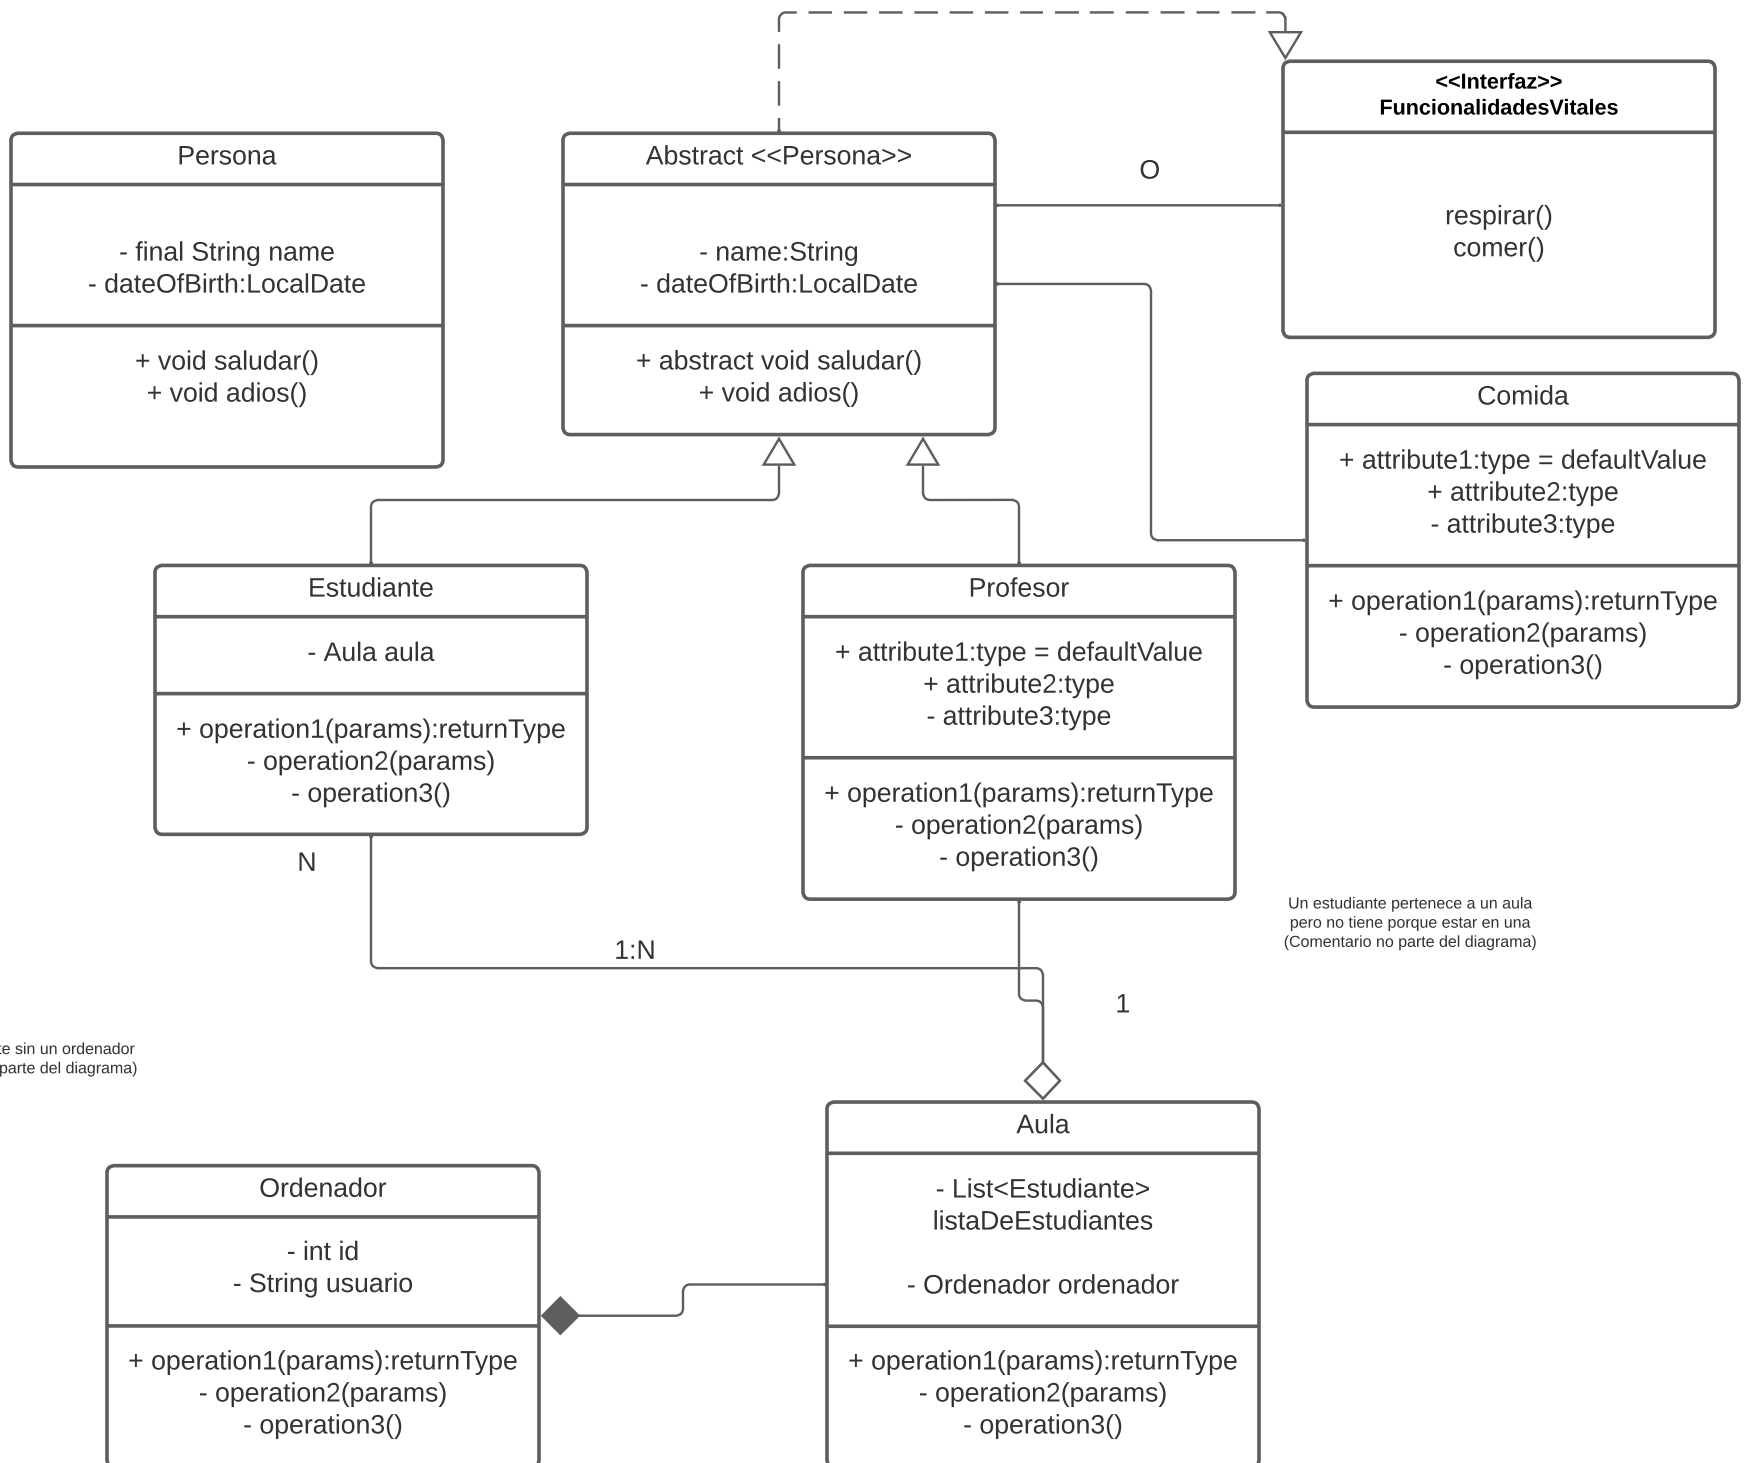 <<Interfaz>>
FuncionalidadesVitales
respirar()
comer()
Persona
- final String name
- dateOfBirth:LocalDate
+ void saludar()
+ void adios()
Abstract <<Persona>>
- name:String
- dateOfBirth:LocalDate
+ abstract void saludar()
+ void adios()
O
Comida
+ attribute1:type = defaultValue
+ attribute2:type
- attribute3:type
+ operation1(params):returnType
- operation2(params)
- operation3()
Estudiante
- Aula aula
+ operation1(params):returnType
- operation2(params)
- operation3()
Profesor
+ attribute1:type = defaultValue
+ attribute2:type
- attribute3:type
+ operation1(params):returnType
- operation2(params)
- operation3()
N
1:N
Un estudiante pertenece a un aula
pero no tiene porque estar en una
(Comentario no parte del diagrama)
1
sin un ordenador
parte del diagrama)
Aula
- List<Estudiante>
listaDeEstudiantes
- Ordenador ordenador
+ operation1(params):returnType
- operation2(params)
- operation3()
Ordenador
- int id
- String usuario
+ operation1(params):returnType
- operation2(params)
- operation3()